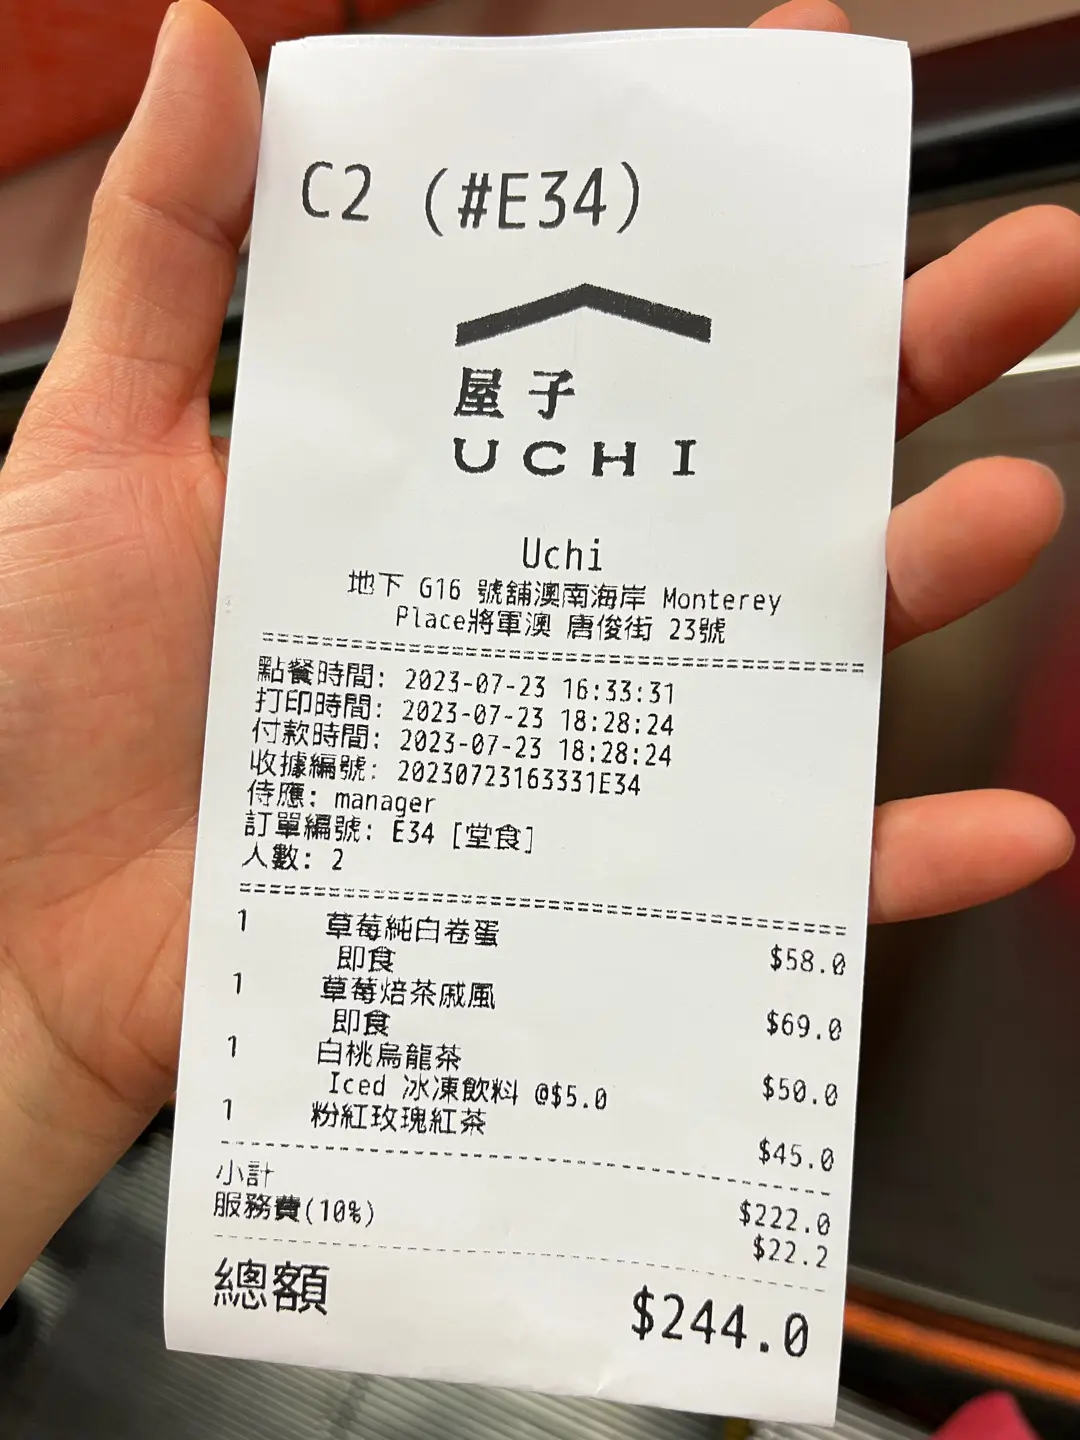 C2 (#E34)
屋子
UCHI
Uchi
地下 G16 號舖澳南海岸 Monterey
Place將軍澳 唐俊街 23號
點餐時間: 2023-07-23 16:33:31
打印時間: 2023-07-23 18:28:24
付款時間: 2023-07-23 18:28:24
收據編號: 20230723163331E34
侍應: manager
訂單編號: E34 [堂食]
人數: 2
1 草莓純白卷蛋 $58.0
即食
1 草莓焙茶戚風 $69.0
即食
1 白桃烏龍茶 $50.0
Iced 冰凍飲料 @$5.0
1 粉紅玫瑰紅茶 $45.0
小計 $222.0
服務費(10%) $22.2
總額 $244.0